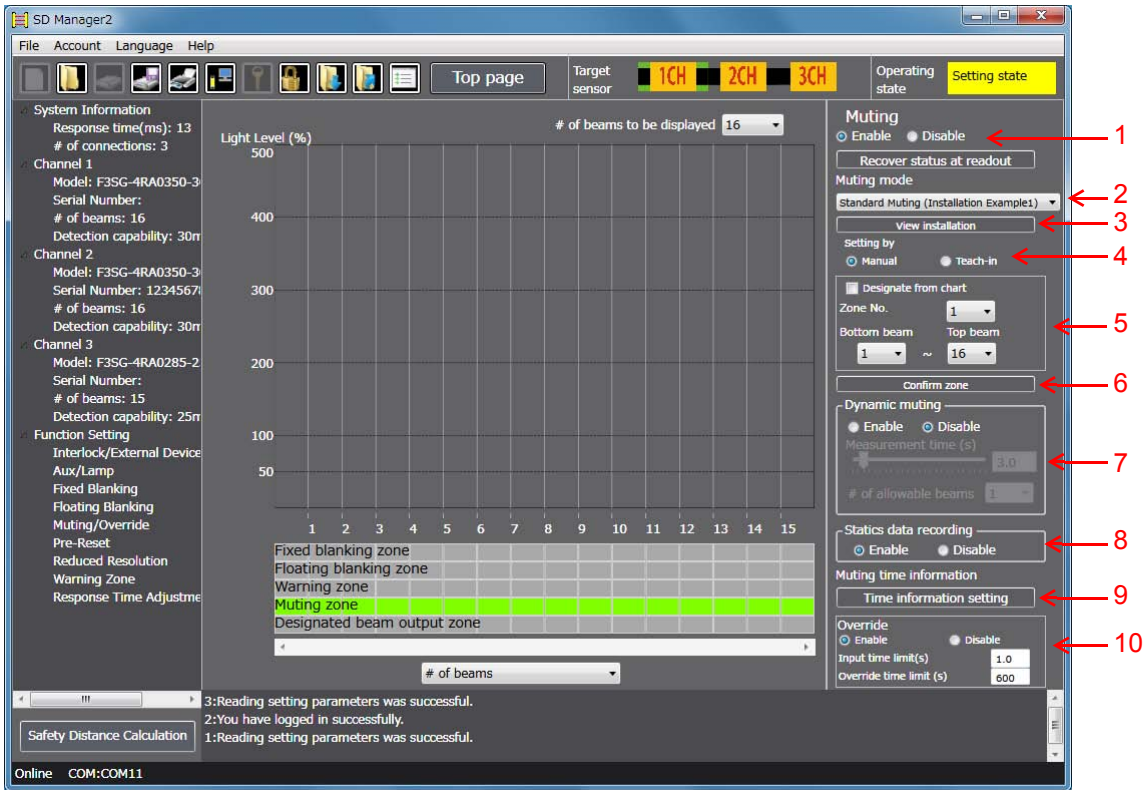 SD Manager2
File Account Language Help
Top page
Target sensor
1CH
2CH
3CH
Operating state
Setting state
System Information
Response time(ms): 13
# of connections: 3
Channel 1
Model: F3SG-4RA0350-3
Serial Number:
# of beams: 16
Detection capability: 30m
Channel 2
Model: F3SG-4RA0350-3
Serial Number: 1234567
# of beams: 16
Detection capability: 30m
Channel 3
Model: F3SG-4RA0285-2
Serial Number:
# of beams: 15
Detection capability: 25m
Function Setting
Interlock/External Device
Aux/Lamp
Fixed Blanking
Floating Blanking
Muting/Override
Pre-Reset
Reduced Resolution
Warning Zone
Response Time Adjustme
Safety Distance Calculation
# of beams to be displayed 16
Light Level (%)
500
400
300
200
100
50
1 2 3 4 5 6 7 8 9 10 11 12 13 14 15
Fixed blanking zone
Floating blanking zone
Warning zone
Muting zone
Designated beam output zone
# of beams
3:Reading setting parameters was successful.
2:You have logged in successfully.
1:Reading setting parameters was successful.
Muting
Enable Disable
1
Recover status at readout
Muting mode
Standard Muting (Installation Example1)
2
View installation
3
Setting by
Manual Teach-in
4
Designate from chart
Zone No. 1
Bottom beam Top beam
1 ~ 16
5
Confirm zone
6
Dynamic muting
Enable Disable
Measurement time (s)
3.0
7
# of allowable beams 1
Statics data recording
Enable Disable
8
Muting time information
Time information setting
9
Override
Enable Disable
10
Input time limit(s) 1.0
Override time limit (s) 600
Online COM:COM11